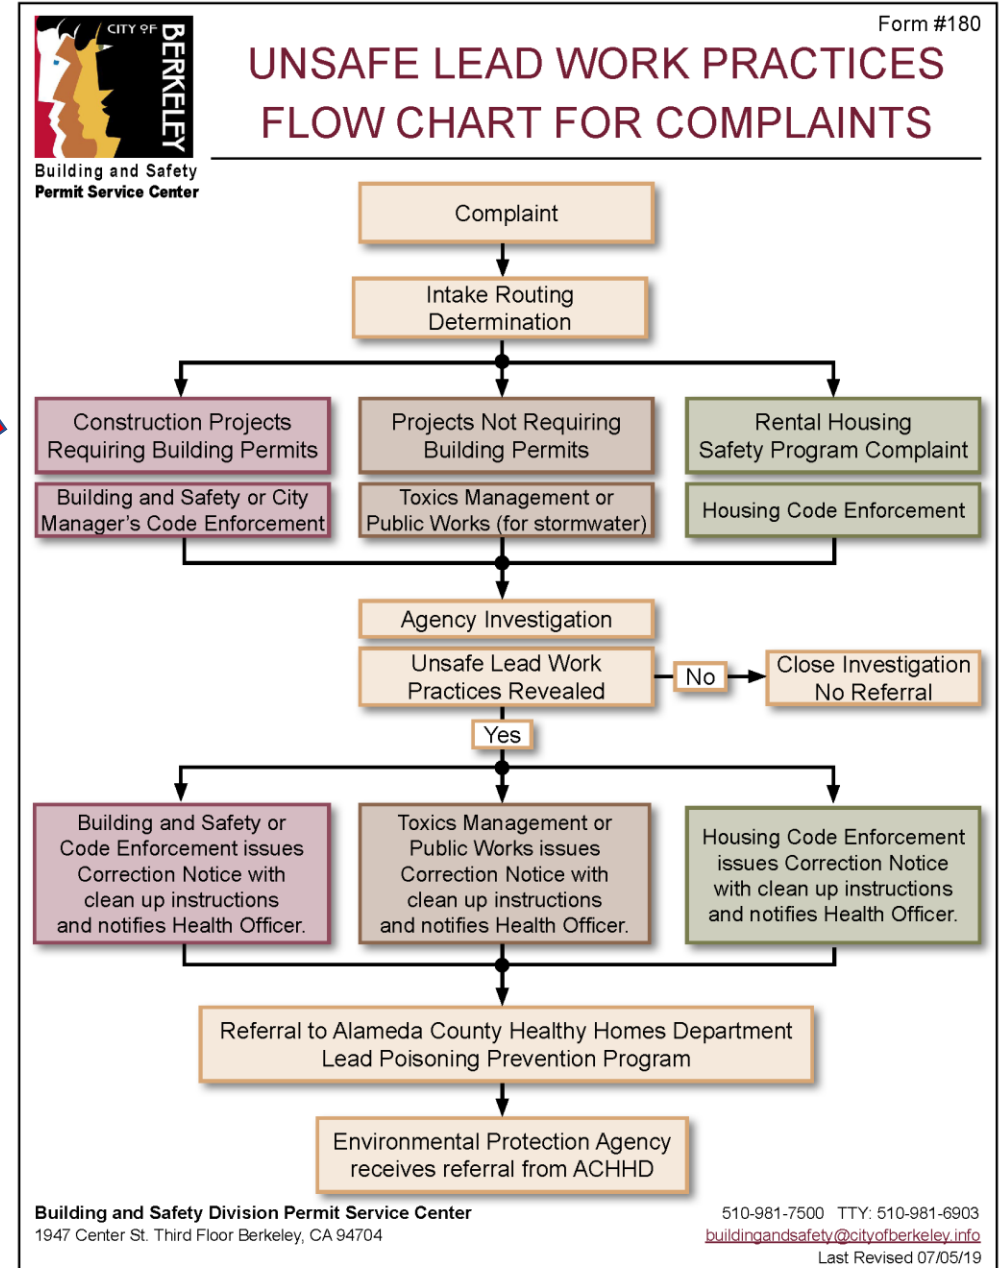 CITY OF
BERKELEY
Building and Safety
Permit Service Center
Form #180
UNSAFE LEAD WORK PRACTICES
FLOW CHART FOR COMPLAINTS
Complaint
Intake Routing
Determination
Construction Projects
Requiring Building Permits
Building and Safety or City
Manager's Code Enforcement
Projects Not Requiring
Building Permits
Toxics Management or
Public Works (for stormwater)
Rental Housing
Safety Program Complaint
Housing Code Enforcement
Agency Investigation
Unsafe Lead Work
Practices Revealed
No
Close Investigation
No Referral
Yes
Building and Safety or
Code Enforcement issues
Correction Notice with
clean up instructions
and notifies Health Officer.
Toxics Management or
Public Works issues
Correction Notice with
clean up instructions
and notifies Health Officer.
Housing Code Enforcement
issues Correction Notice
with clean up instructions
and notifies Health Officer.
Referral to Alameda County Healthy Homes Department
Lead Poisoning Prevention Program
Environmental Protection Agency
receives referral from ACHHD
Building and Safety Division Permit Service Center
1947 Center St. Third Floor Berkeley, CA 94704
510-981-7500 TTY: 510-981-6903
buildingandsafety@cityofberkeley.info
Last Revised 07/05/19